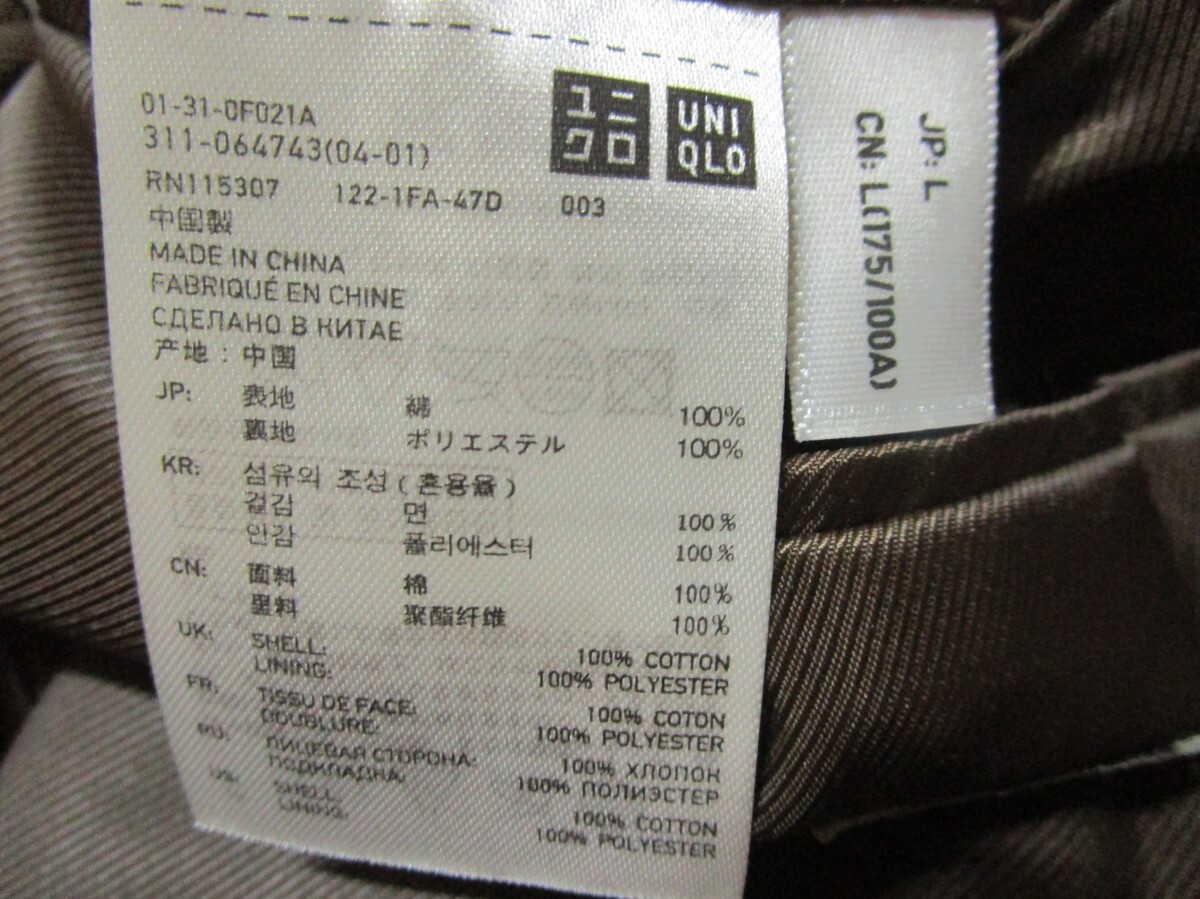 ユニ
クロ
UNI
QLO
01-31-0F021A
311-064743(04-01)
RN115307 122-1FA-47D 003
中国製
MADE IN CHINA
FABRIQUÉ EN CHINE
СДЕЛАНО В КИТАЕ
产地：中国
JP: 表地 綿 100%
裏地 ポリエステル 100%
KR: 섬유의 조성 ( 혼용율 )
겉감 면 100%
안감 폴리에스터 100%
CN: 面料 棉 100%
里料 聚酯纤维 100%
UK: SHELL: 100% COTTON
LINING: 100% POLYESTER
FR: TISSU DE FACE: 100% COTON
DOUBLURE: 100% POLYESTER
RU: ЛИЦЕВАЯ СТОРОНА: 100% ХЛОПОК
ПОДКЛАДКА: 100% ПОЛИЭСТЕР
US: SHELL: 100% COTTON
LINING: 100% POLYESTER
JP: L
CN: L(175/100A)